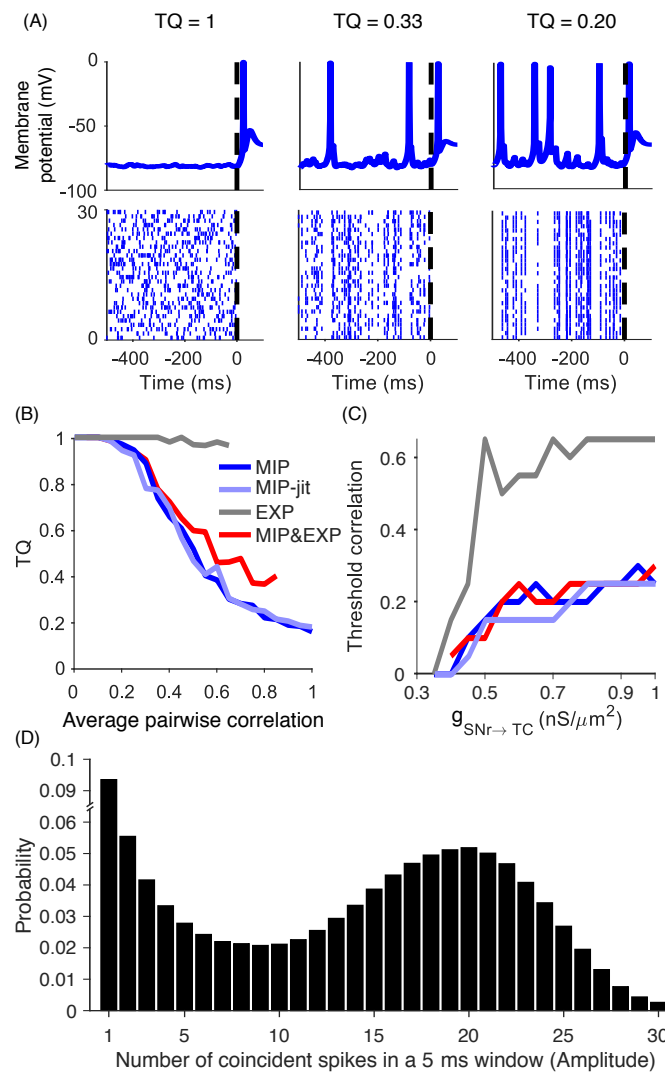 (A)
TQ = 1 TQ = 0.33 TQ = 0.20
Membrane potential (mV)
0
-50
-100
30
0
-400 -200 0 -400 -200 0 -400 -200 0
Time (ms) Time (ms) Time (ms)
(B)
TQ
1
0.8
0.6
0.4
0.2
0
0 0.2 0.4 0.6 0.8 1
Average pairwise correlation
MIP
MIP-jit
EXP
MIP&EXP
(C)
Threshold correlation
0.6
0.4
0.2
0
0.3 0.5 0.7 0.9 1
g SNr→ TC (nS/μm²)
(D)
Probability
0.1
0.09
0.06
0.05
0.04
0.03
0.02
0.01
0
1 5 10 15 20 25 30
Number of coincident spikes in a 5 ms window (Amplitude)